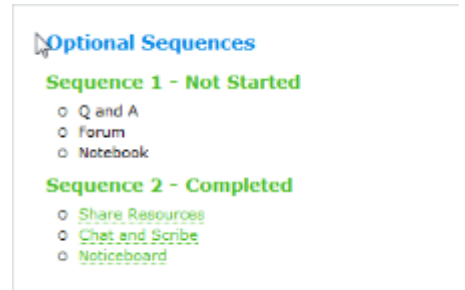 Optional Sequences
Sequence 1 - Not Started
Q and A
Forum
Notebook
Sequence 2 - Completed
Share Resources
Chat and Scribe
Noticeboard